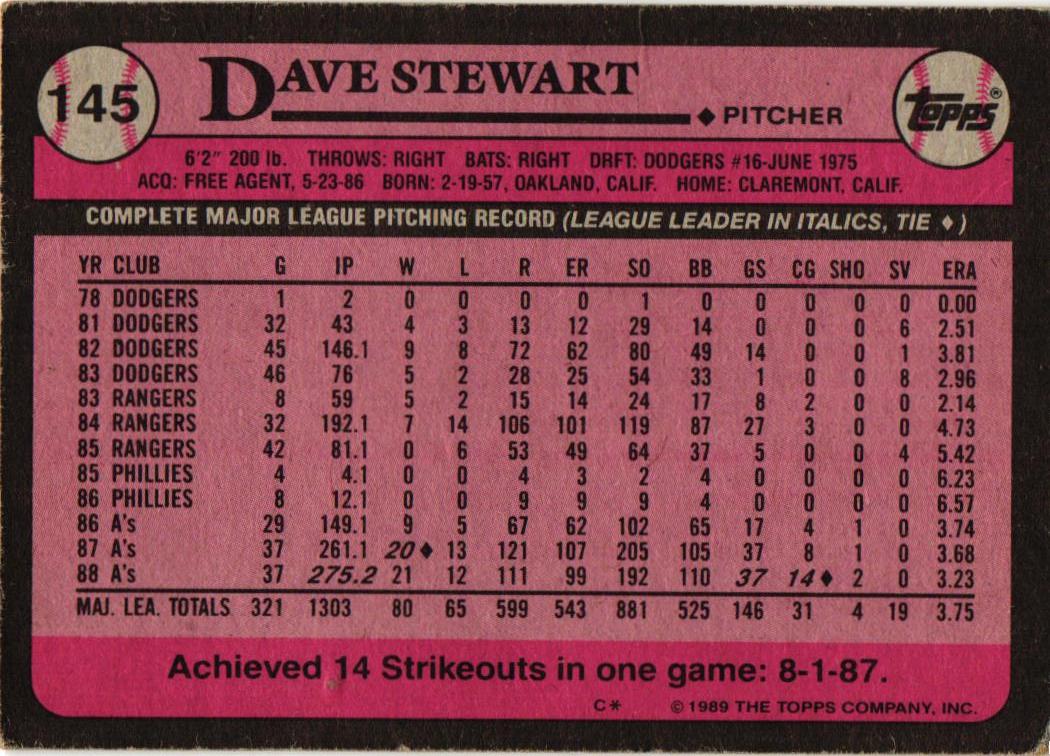 145
DAVE STEWART
♦ PITCHER
TOPPS®
6'2" 200 lb. THROWS: RIGHT BATS: RIGHT DRFT: DODGERS #16-JUNE 1975
ACQ: FREE AGENT, 5-23-86 BORN: 2-19-57, OAKLAND, CALIF. HOME: CLAREMONT, CALIF.
COMPLETE MAJOR LEAGUE PITCHING RECORD (LEAGUE LEADER IN ITALICS, TIE ♦)
YR CLUB G IP W L R ER SO BB GS CG SHO SV ERA
78 DODGERS 1 2 0 0 0 0 1 0 0 0 0 0 0.00
81 DODGERS 32 43 4 3 13 12 29 14 0 0 0 6 2.51
82 DODGERS 45 146.1 9 8 72 62 80 49 14 0 0 1 3.81
83 DODGERS 46 76 5 2 28 25 54 33 1 0 0 8 2.96
83 RANGERS 8 59 5 2 15 14 24 17 8 2 0 0 2.14
84 RANGERS 32 192.1 7 14 106 101 119 87 27 3 0 0 4.73
85 RANGERS 42 81.1 0 6 53 49 64 37 5 0 0 4 5.42
85 PHILLIES 4 4.1 0 0 4 3 2 4 0 0 0 0 6.23
86 PHILLIES 8 12.1 0 0 9 9 9 4 0 0 0 0 6.57
86 A's 29 149.1 9 5 67 62 102 65 17 4 1 0 3.74
87 A's 37 261.1 20♦ 13 121 107 205 105 37 8 1 0 3.68
88 A's 37 275.2 21 12 111 99 192 110 37 14♦ 2 0 3.23
MAJ. LEA. TOTALS 321 1303 80 65 599 543 881 525 146 31 4 19 3.75
Achieved 14 Strikeouts in one game: 8-1-87.
C* © 1989 THE TOPPS COMPANY, INC.